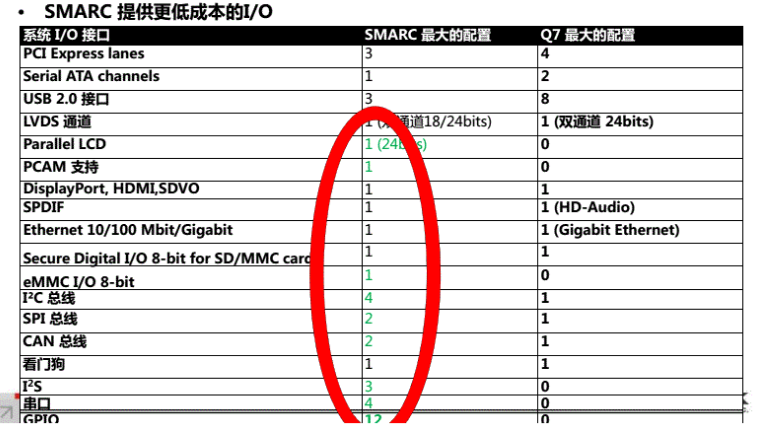 • SMARC 提供更低成本的I/O
系统 I/O 接口 SMARC 最大的配置 Q7 最大的配置
PCI Express lanes 3 4
Serial ATA channels 1 2
USB 2.0 接口 3 8
LVDS 通道 1 (双通道18/24bits) 1 (双通道 24bits)
Parallel LCD 1 (24bits) 0
PCAM 支持 1 0
DisplayPort, HDMI,SDVO 1 1
SPDIF 1 1 (HD-Audio)
Ethernet 10/100 Mbit/Gigabit 1 1 (Gigabit Ethernet)
Secure Digital I/O 8-bit for SD/MMC card 1 1
eMMC I/O 8-bit 1 0
I²C 总线 4 1
SPI 总线 2 1
CAN 总线 2 1
看门狗 1 1
I²S 3 0
串口 4 0
GPIO 12 0